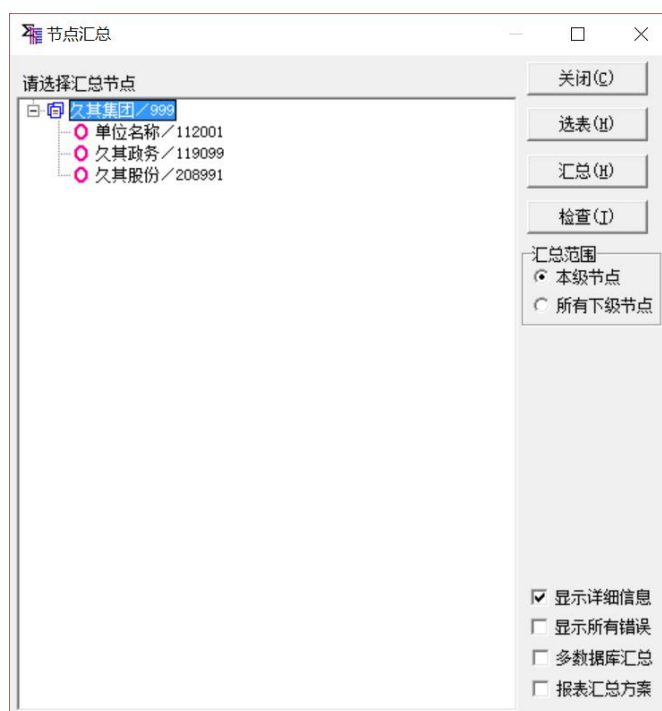 节点汇总
请选择汇总节点
久其集团／999
单位名称／112001
久其政务／119099
久其股份／208991
关闭(C)
选表(H)
汇总(H)
检查(I)
汇总范围
本级节点
所有下级节点
显示详细信息
显示所有错误
多数据库汇总
报表汇总方案